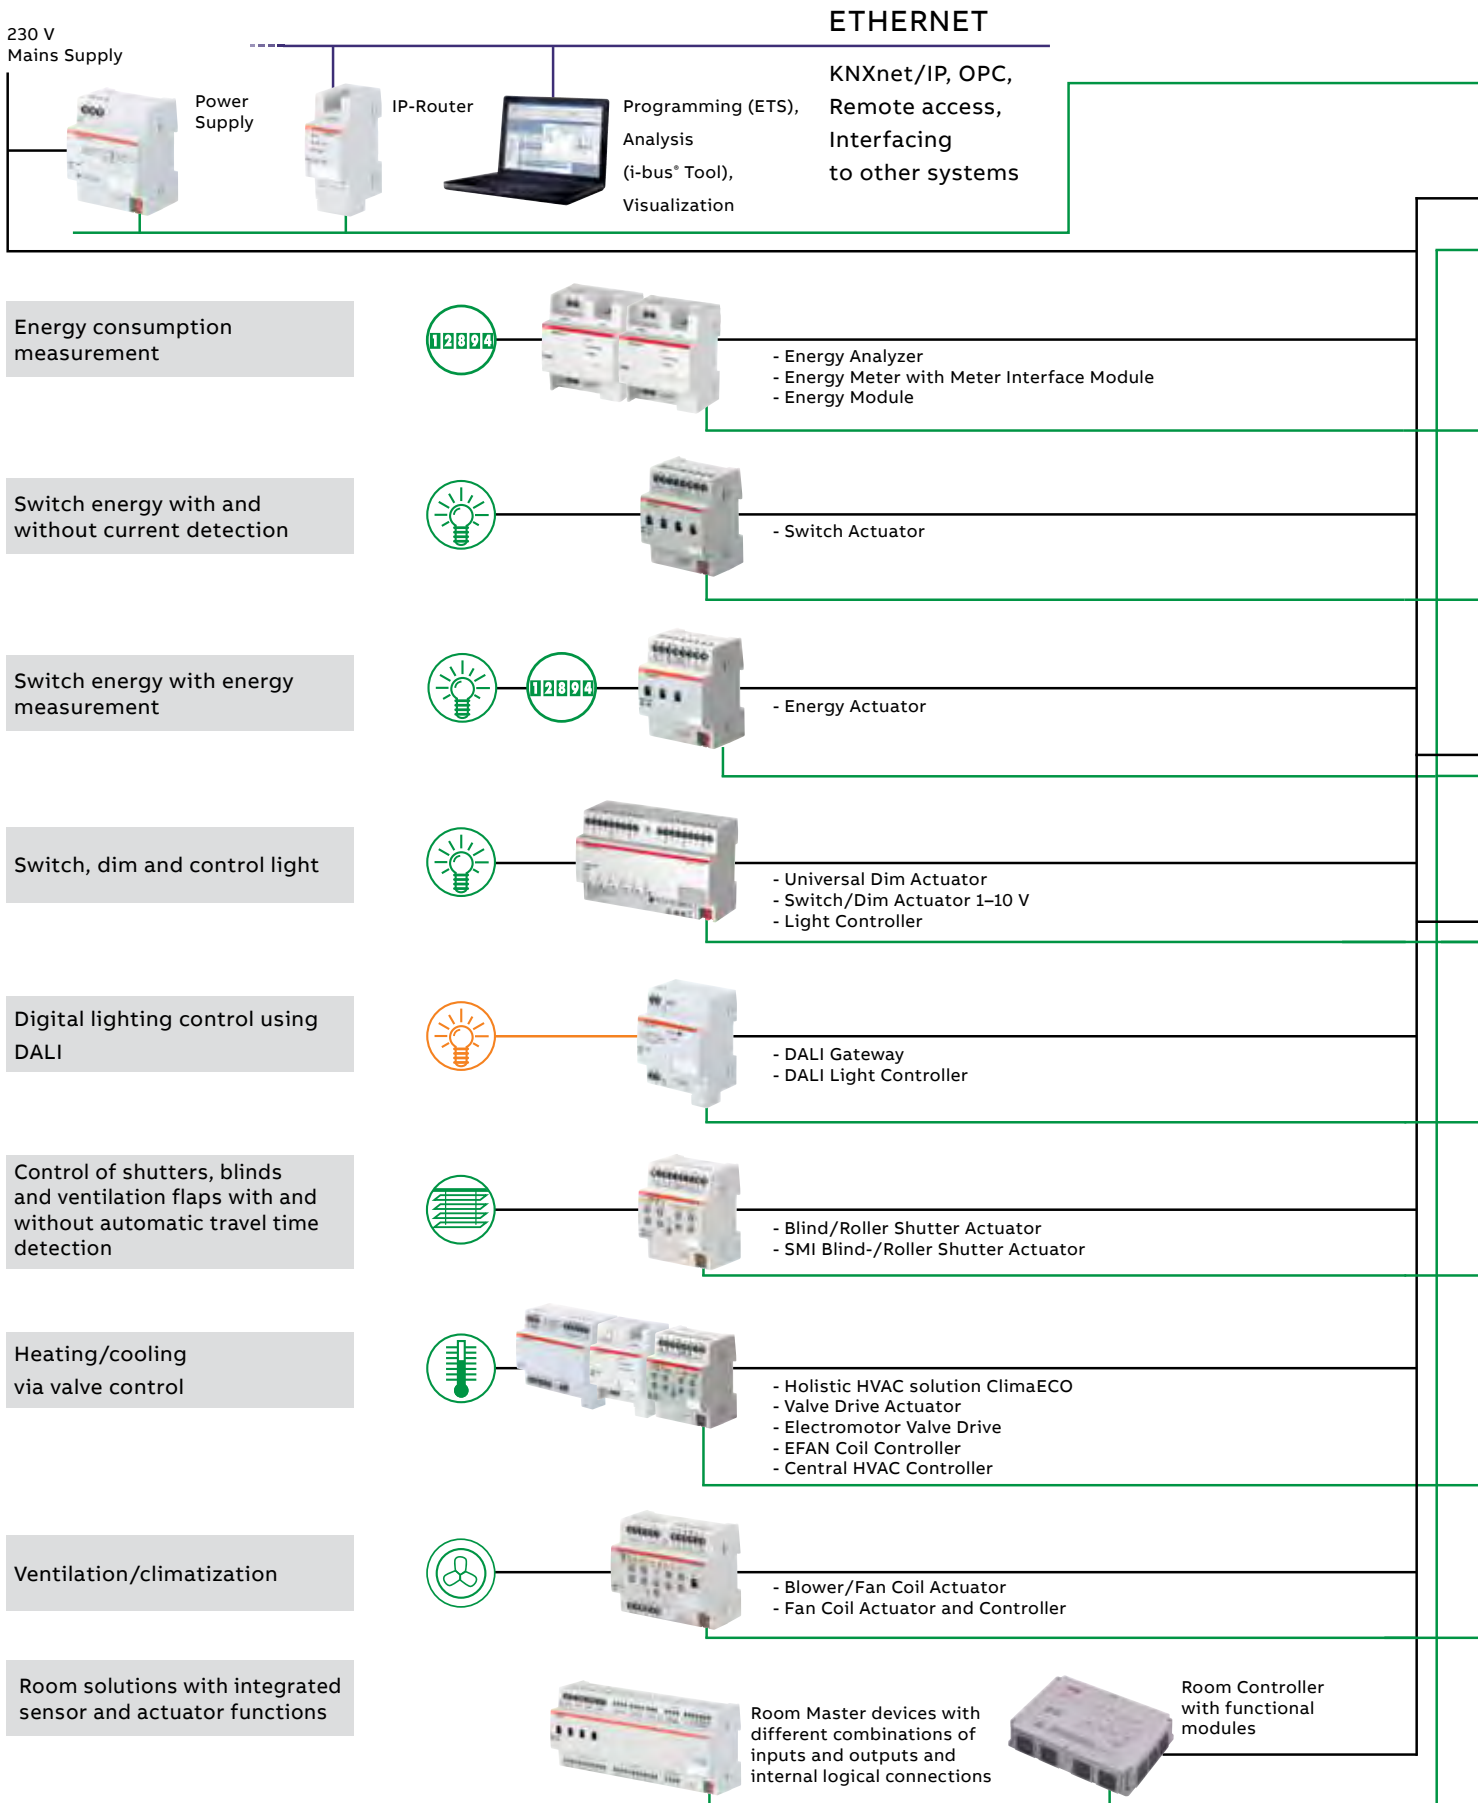 230 V
Mains Supply
Power
Supply
IP-Router
Programming (ETS),
Analysis
(i-bus® Tool),
Visualization
ETHERNET
KNXnet/IP, OPC,
Remote access,
Interfacing
to other systems
Energy consumption
measurement
12894
- Energy Analyzer
- Energy Meter with Meter Interface Module
- Energy Module
Switch energy with and
without current detection
- Switch Actuator
Switch energy with energy
measurement
12894
- Energy Actuator
Switch, dim and control light
- Universal Dim Actuator
- Switch/Dim Actuator 1–10 V
- Light Controller
Digital lighting control using
DALI
- DALI Gateway
- DALI Light Controller
Control of shutters, blinds
and ventilation flaps with and
without automatic travel time
detection
- Blind/Roller Shutter Actuator
- SMI Blind-/Roller Shutter Actuator
Heating/cooling
via valve control
- Holistic HVAC solution ClimaECO
- Valve Drive Actuator
- Electromotor Valve Drive
- EFAN Coil Controller
- Central HVAC Controller
Ventilation/climatization
- Blower/Fan Coil Actuator
- Fan Coil Actuator and Controller
Room solutions with integrated
sensor and actuator functions
Room Master devices with
different combinations of
inputs and outputs and
internal logical connections
Room Controller
with functional
modules